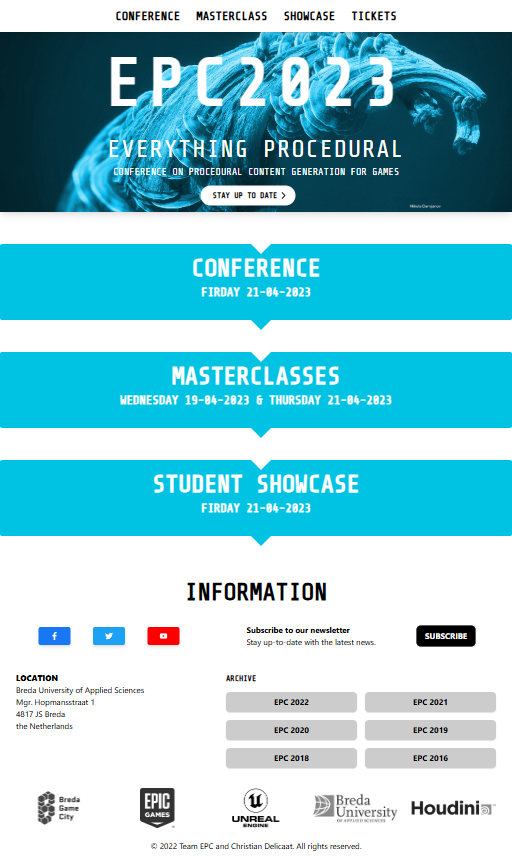 CONFERENCE MASTERCLASS SHOWCASE TICKETS
EPC2023
EVERYTHING PROCEDURAL
CONFERENCE ON PROCEDURAL CONTENT GENERATION FOR GAMES
STAY UP TO DATE >
Nikola Damjanov
CONFERENCE
FIRDAY 21-04-2023
MASTERCLASSES
WEDNESDAY 19-04-2023 & THURSDAY 21-04-2023
STUDENT SHOWCASE
FIRDAY 21-04-2023
INFORMATION
Subscribe to our newsletter
Stay up-to-date with the latest news.
SUBSCRIBE
LOCATION
Breda University of Applied Sciences
Mgr. Hopmansstraat 1
4817 JS Breda
the Netherlands
ARCHIVE
EPC 2022 EPC 2021
EPC 2020 EPC 2019
EPC 2018 EPC 2016
Breda
Game
City
EPIC
GAMES
UNREAL
ENGINE
Breda
University
OF APPLIED SCIENCES
Houdini
© 2022 Team EPC and Christian Delicaat. All rights reserved.